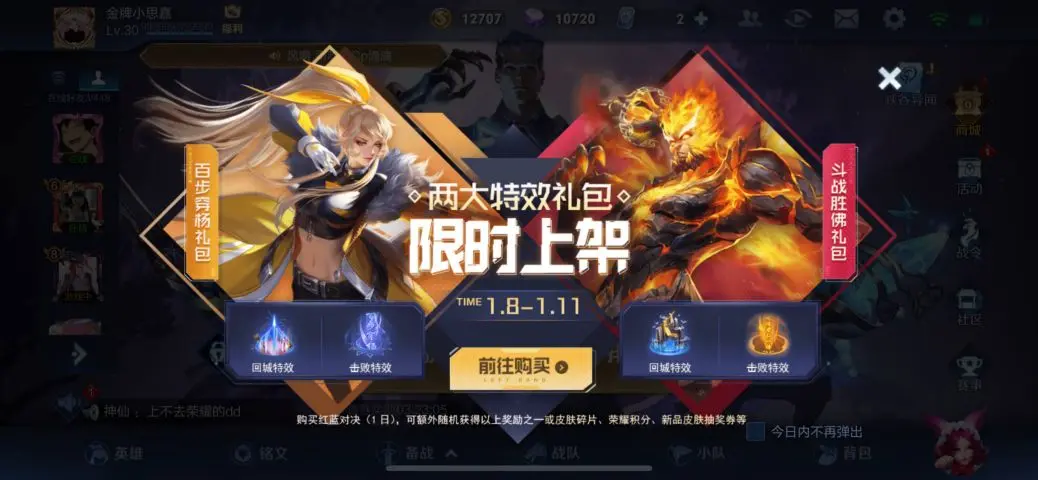 金牌小思鑫
Lv.30
福利
12707
10720
2
商城
活动
战令
社区
赛事
百步穿杨礼包
斗战胜佛礼包
两大特效礼包
限时上架
TIME 1.8-1.11
回城特效
击败特效
回城特效
击败特效
前往购买
购买红蓝对决（1日），可额外随机获得以上奖励之一或皮肤碎片、荣耀积分、新品皮肤抽奖券等
今日内不再弹出
神仙 : 上不去荣耀的dd
英雄
铭文
备战
战队
小队
背包